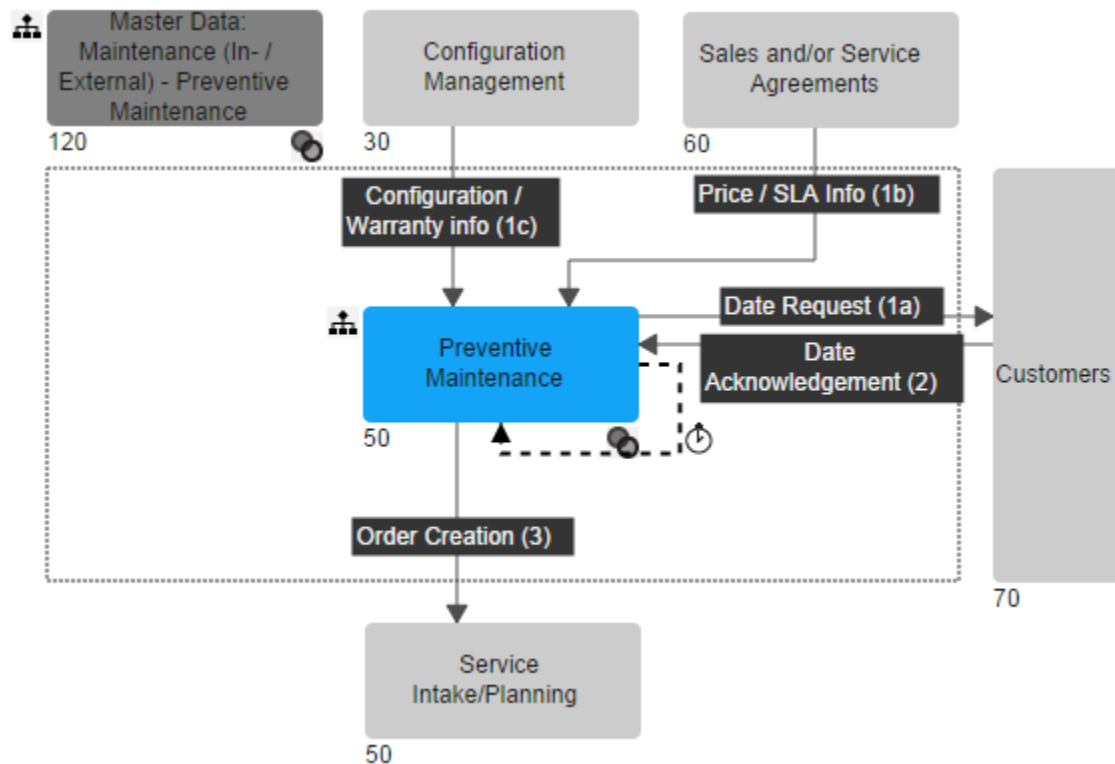 Master Data:
Maintenance (In- /
External) - Preventive
Maintenance
120
Configuration
Management
30
Sales and/or Service
Agreements
60
Configuration /
Warranty info (1c)
Price / SLA Info (1b)
Date Request (1a)
Date
Acknowledgement (2)
Customers
70
Preventive
Maintenance
50
Order Creation (3)
Service
Intake/Planning
50